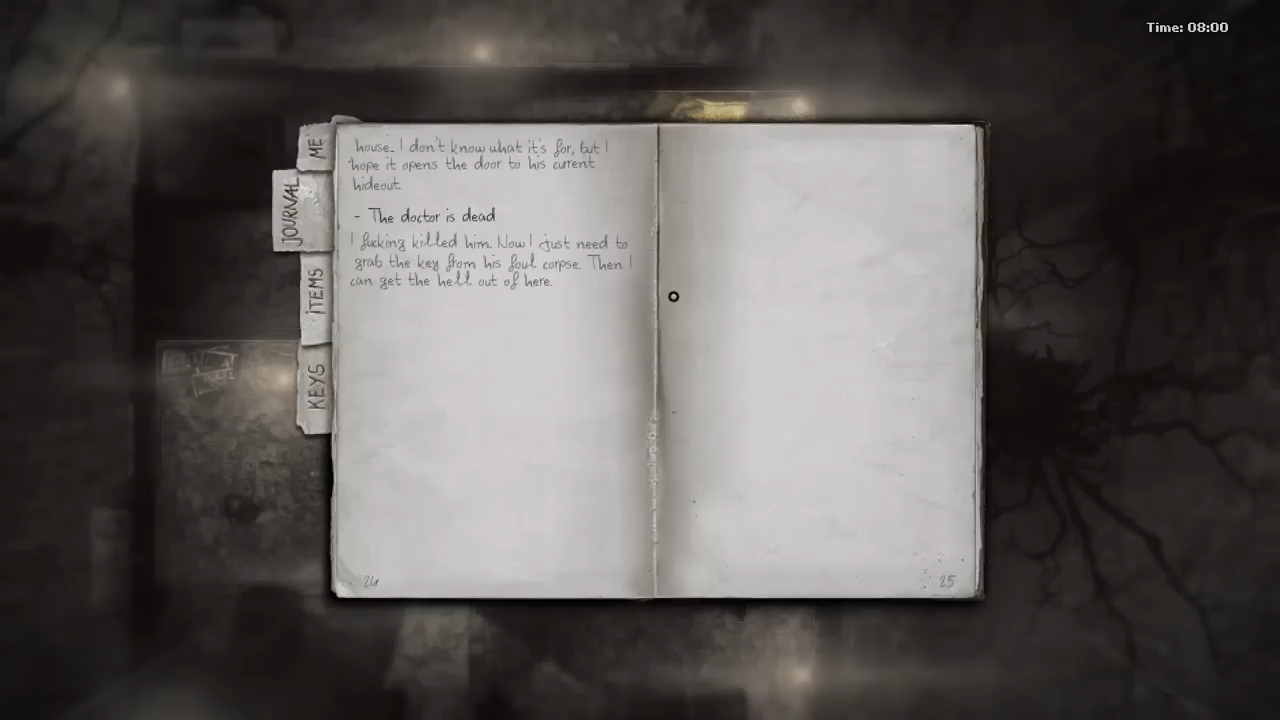 Time: 08:00
ME
JOURNAL
ITEMS
KEYS
house. I don't know what it's for, but I
hope it opens the door to his current
hideout.
- The doctor is dead
I fucking killed him. Now I just need to
grab the key from his foul corpse. Then I
can get the hell out of here.
24
25